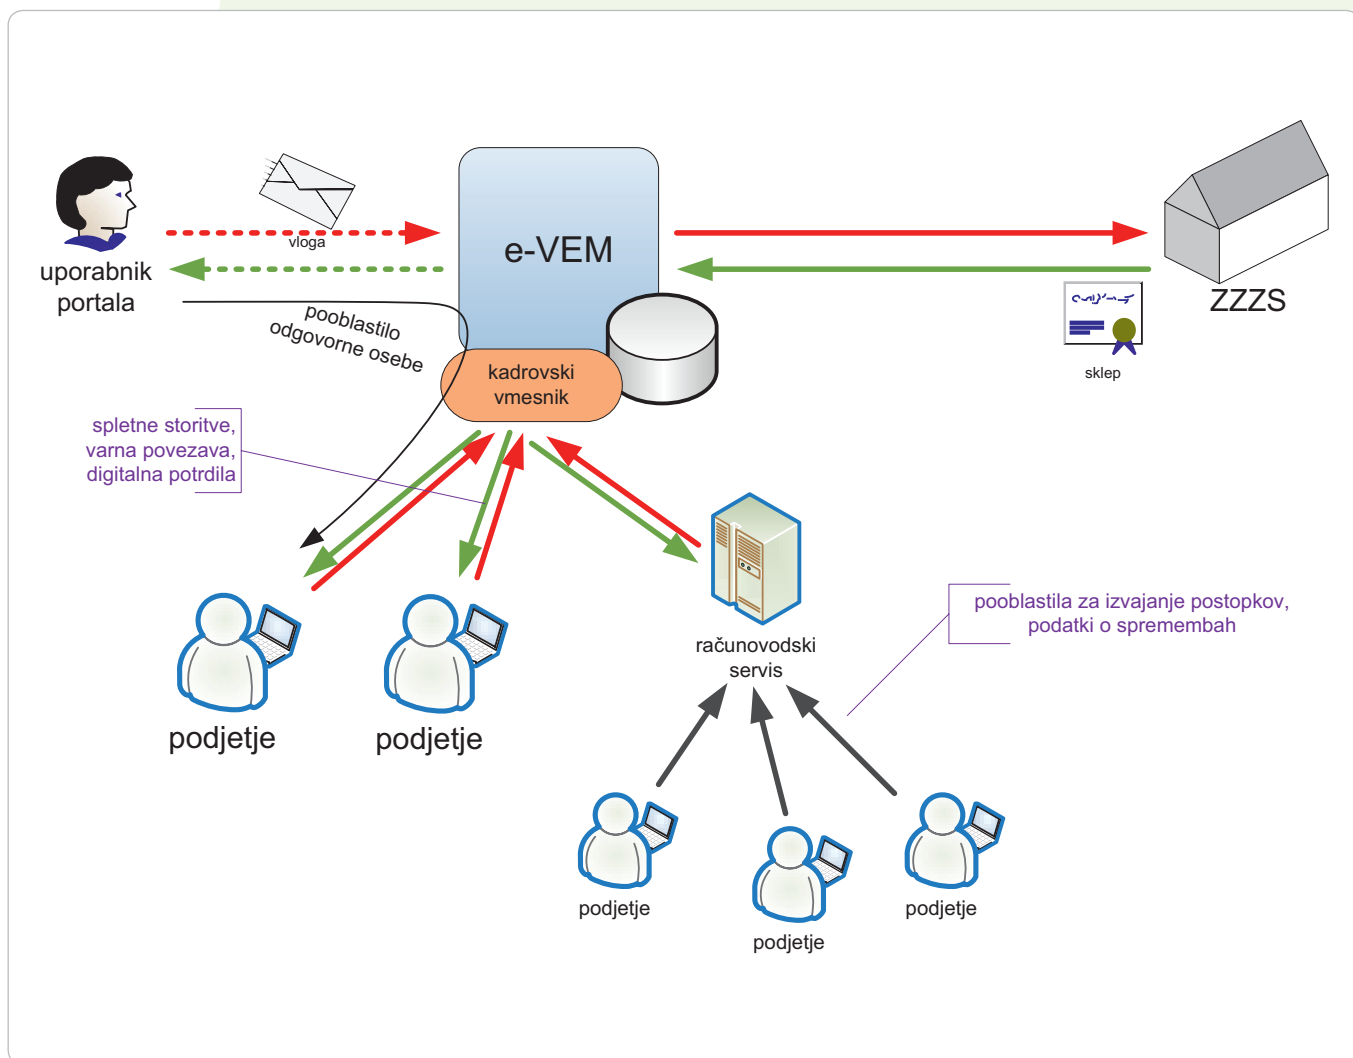 vloga
e-VEM
uporabnik
portala
ZZZS
pooblastilo
odgovorne osebe
kadrovski
vmesnik
sklep
spletne storitve,
varna povezava,
digitalna potrdila
pooblastila za izvajanje postopkov,
podatki o spremembah
računovodski
servis
podjetje
podjetje
podjetje
podjetje
podjetje